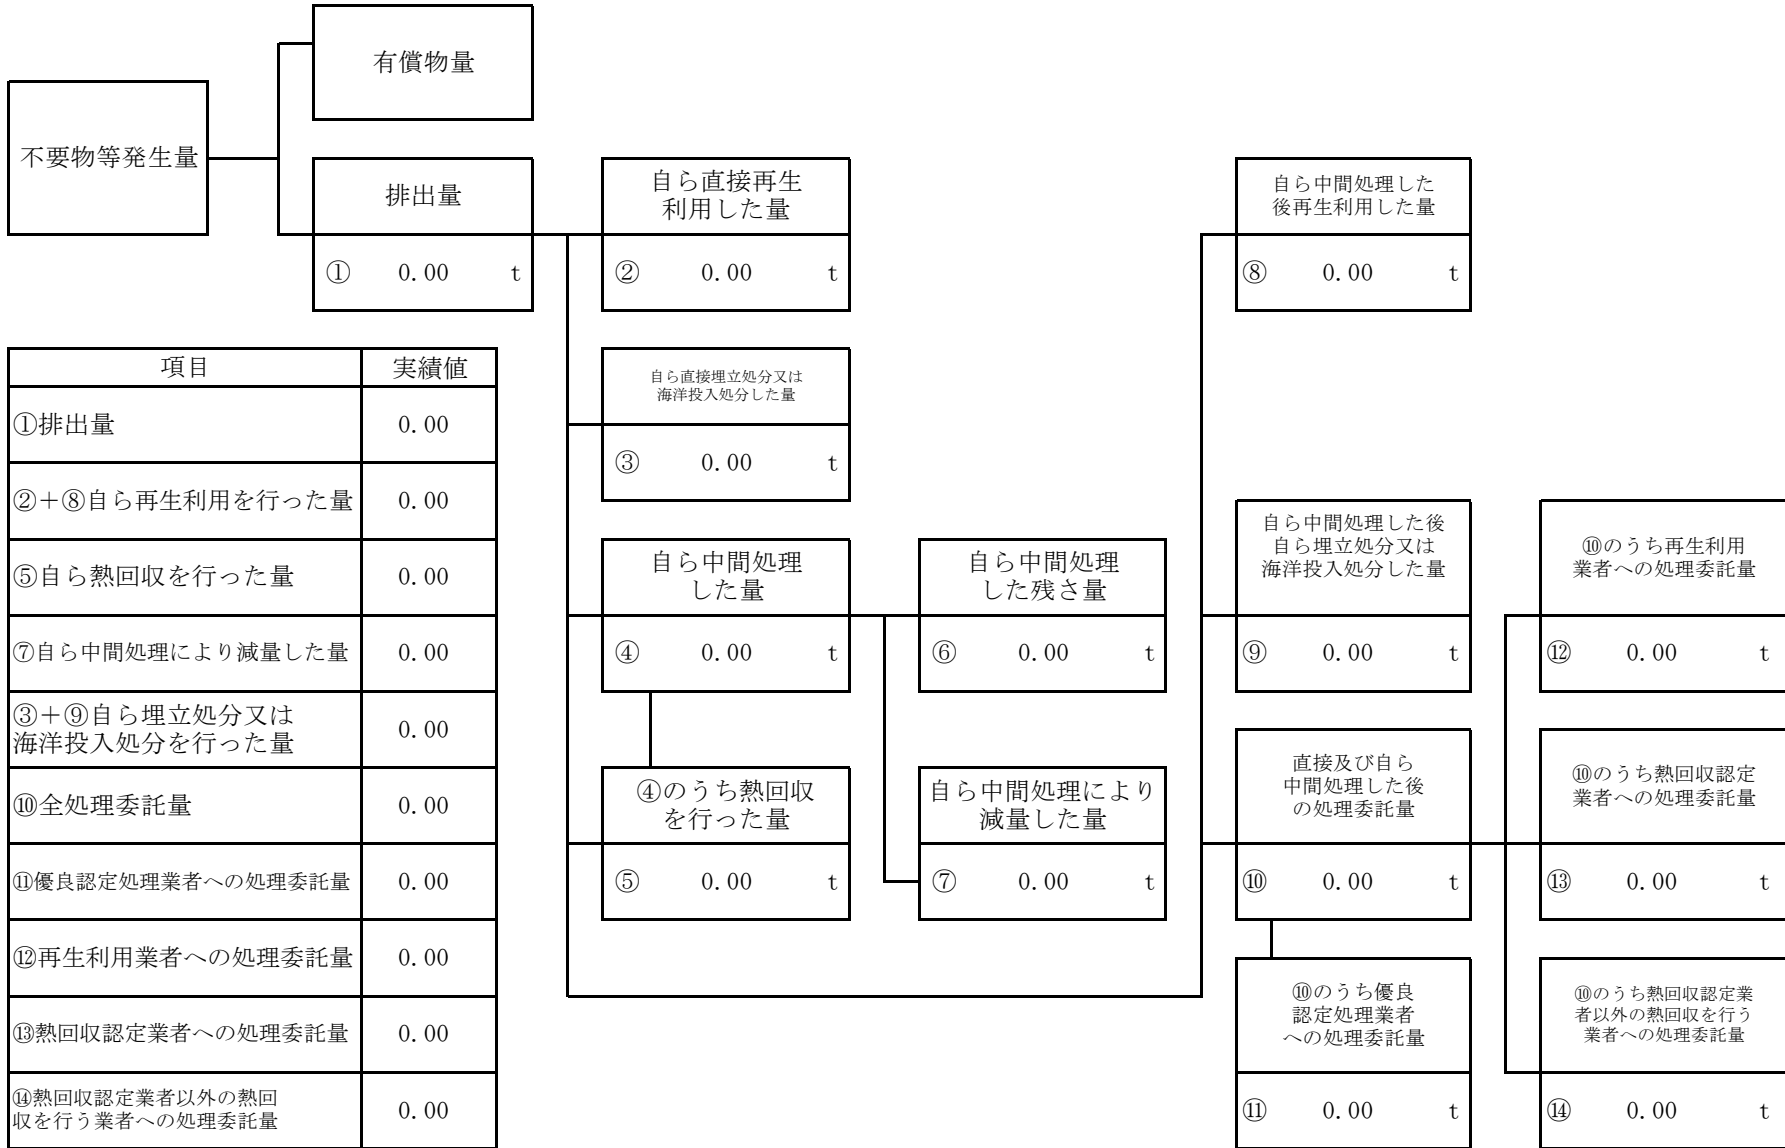 有償物量
不要物等発生量
排出量
① 0.00 t
自ら直接再生
利用した量
② 0.00 t
自ら中間処理した
後再生利用した量
⑧ 0.00 t
項目 実績値
①排出量 0.00
②+⑧自ら再生利用を行った量 0.00
⑤自ら熱回収を行った量 0.00
⑦自ら中間処理により減量した量 0.00
③+⑨自ら埋立処分又は
海洋投入処分を行った量 0.00
⑩全処理委託量 0.00
⑪優良認定処理業者への処理委託量 0.00
⑫再生利用業者への処理委託量 0.00
⑬熱回収認定業者への処理委託量 0.00
⑭熱回収認定業者以外の熱回
収を行う業者への処理委託量 0.00
自ら直接埋立処分又は
海洋投入処分した量
③ 0.00 t
自ら中間処理
した量
④ 0.00 t
自ら中間処理
した残さ量
⑥ 0.00 t
自ら中間処理した後
自ら埋立処分又は
海洋投入処分した量
⑨ 0.00 t
⑩のうち再生利用
業者への処理委託量
⑫ 0.00 t
④のうち熱回収
を行った量
⑤ 0.00 t
自ら中間処理により
減量した量
⑦ 0.00 t
直接及び自ら
中間処理した後
の処理委託量
⑩ 0.00 t
⑩のうち熱回収認定
業者への処理委託量
⑬ 0.00 t
⑩のうち優良
認定処理業者
への処理委託量
⑪ 0.00 t
⑩のうち熱回収認定業
者以外の熱回収を行う
業者への処理委託量
⑭ 0.00 t